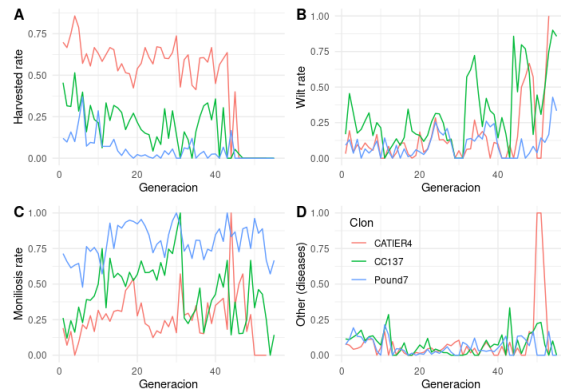 A
Harvested rate
0.75
0.50
0.25
0.00
0
20
40
Generacion
B
Wilt rate
1.00
0.75
0.50
0.25
0.00
0
20
40
Generacion
C
Moniliosis rate
1.00
0.75
0.50
0.25
0.00
0
20
40
Generacion
D
Other (diseases)
1.00
0.75
0.50
0.25
0.00
Clon
CATIER4
CC137
Pound7
0
20
40
Generacion